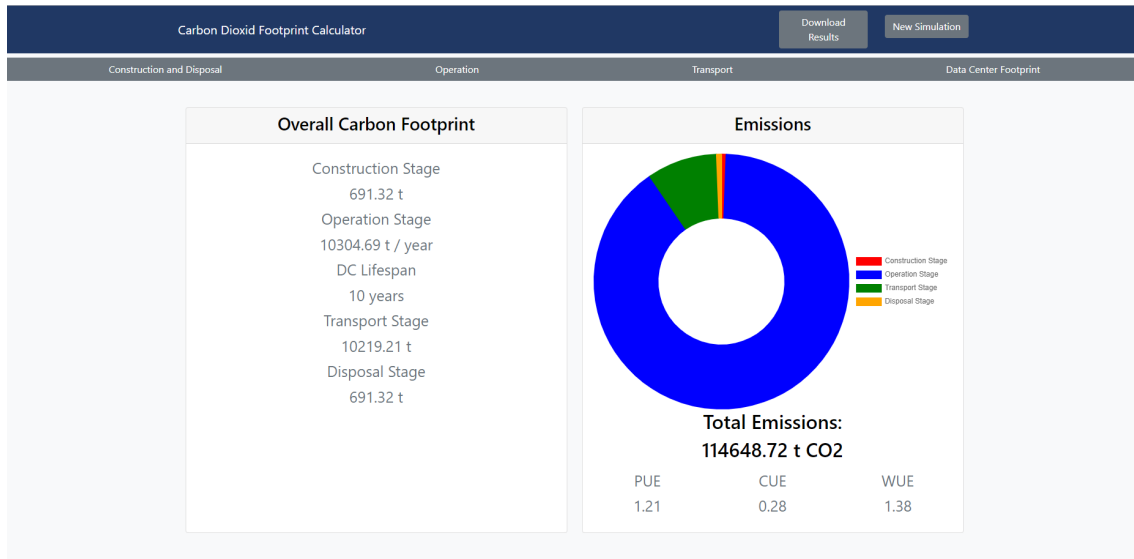 Carbon Dioxid Footprint Calculator
Download
Results
New Simulation
Construction and Disposal
Operation
Transport
Data Center Footprint
Overall Carbon Footprint
Construction Stage
691.32 t
Operation Stage
10304.69 t / year
DC Lifespan
10 years
Transport Stage
10219.21 t
Disposal Stage
691.32 t
Emissions
Construction Stage
Operation Stage
Transport Stage
Disposal Stage
Total Emissions:
114648.72 t CO2
PUE CUE WUE
1.21 0.28 1.38